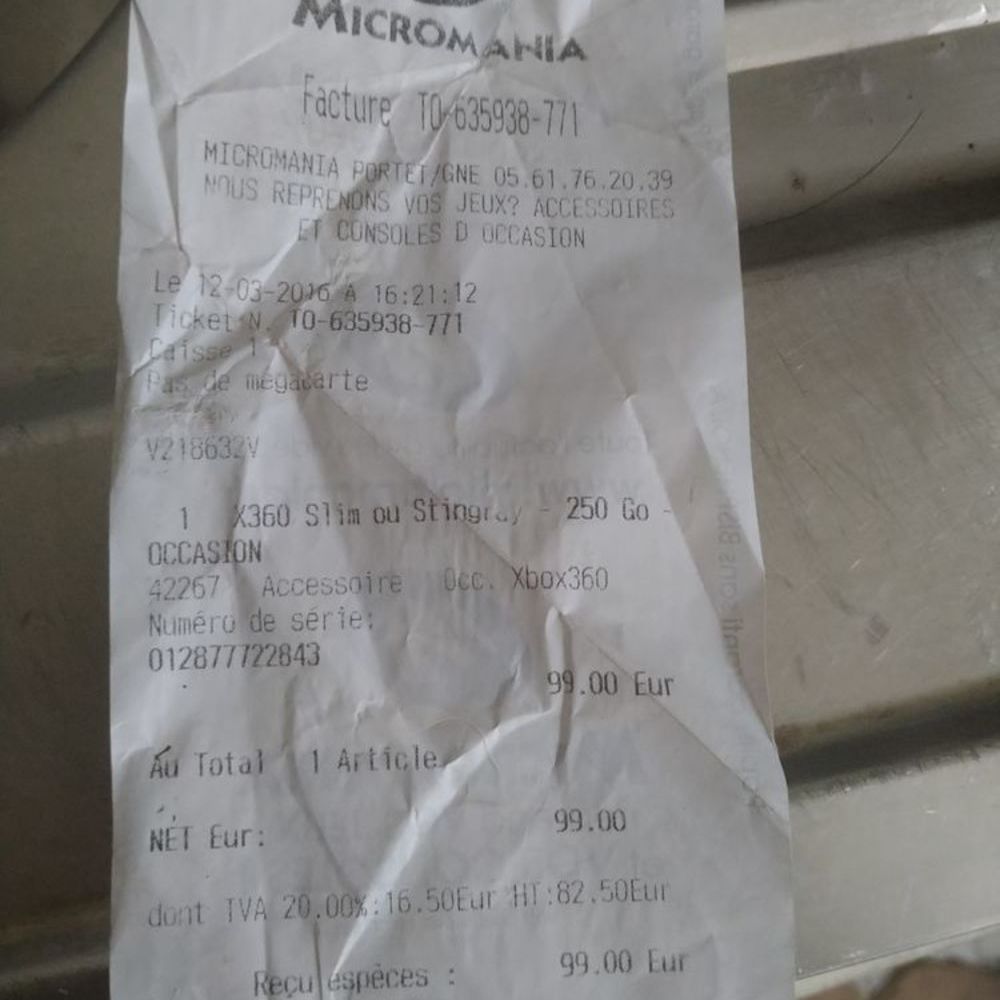 MICROMANIA
Facture TO-635938-771
MICROMANIA PORTET/GNE 05.61.76.20.39
NOUS REPRENONS VOS JEUX? ACCESSOIRES
ET CONSOLES D OCCASION
Le 12-03-2016 A 16:21:12
Ticket N. TO-635938-771
Caisse 1
Pas de megacarte
V218632V
1 X360 Slim ou Stingray - 250 Go -
OCCASION
42267 Accessoire Occ. Xbox360
Numéro de série:
012877722843
99.00 Eur
Au Total 1 Article
NET Eur: 99.00
dont TVA 20.00%:16.50Eur HT:82.50Eur
Reçu espèces : 99.00 Eur